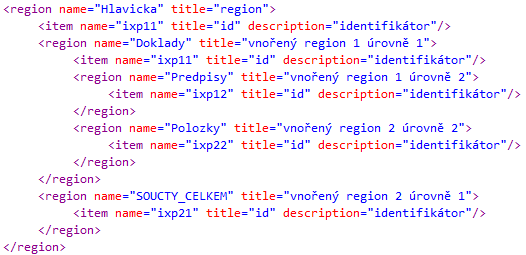 <region name="Hlavicka" title="region">
<item name="ixp11" title="id" description="identifikátor"/>
<region name="Doklady" title="vnořený region 1 úrovně 1">
<item name="ixp11" title="id" description="identifikátor"/>
<region name="Predpisy" title="vnořený region 1 úrovně 2">
<item name="ixp12" title="id" description="identifikátor"/>
</region>
<region name="Polozky" title="vnořený region 2 úrovně 2">
<item name="ixp22" title="id" description="identifikátor"/>
</region>
</region>
<region name="SOUCTY_CELKEM" title="vnořený region 2 úrovně 1">
<item name="ixp21" title="id" description="identifikátor"/>
</region>
</region>